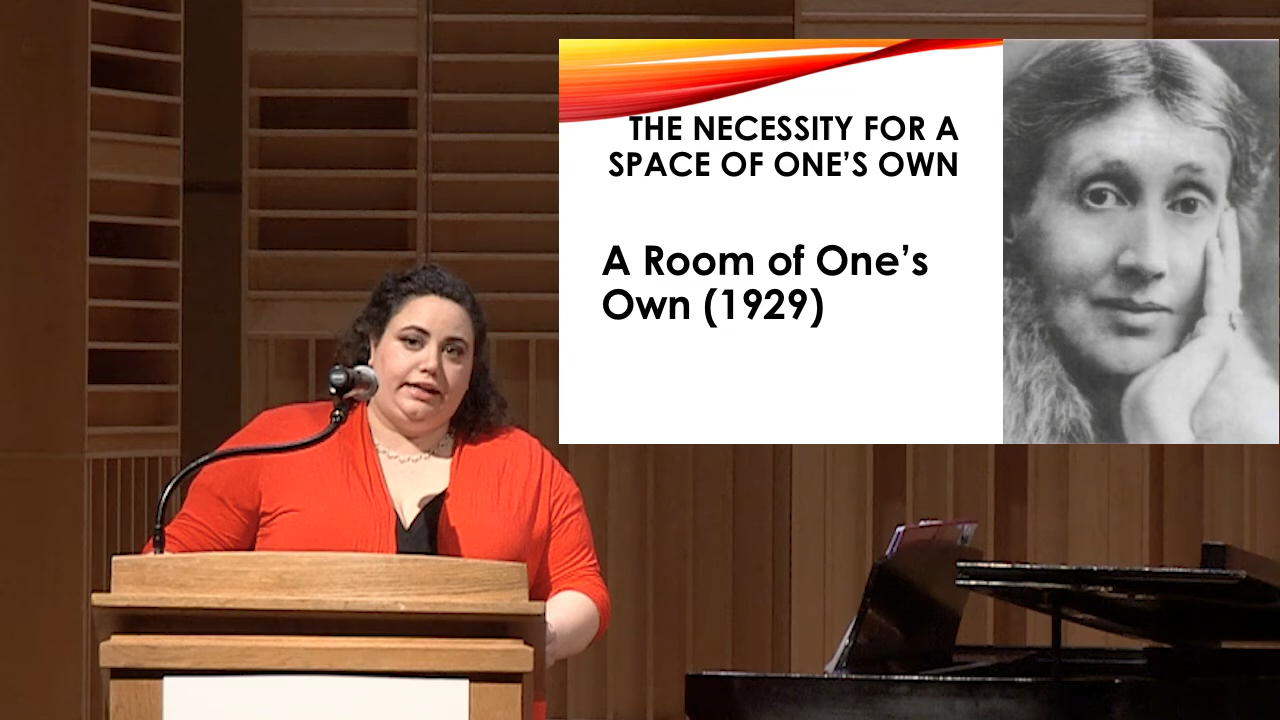 THE NECESSITY FOR A
SPACE OF ONE'S OWN
A Room of One's
Own (1929)